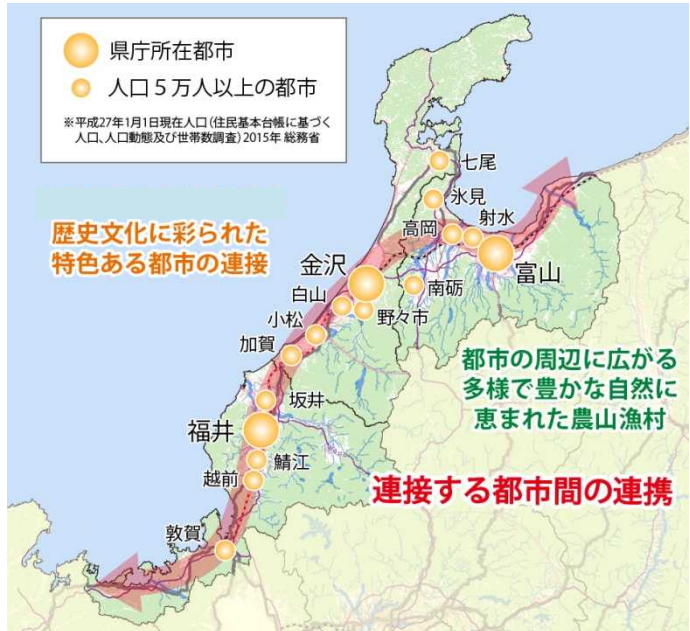 県庁所在都市
人口5万人以上の都市
※平成27年1月1日現在人口(住民基本台帳に基づく
人口、人口動態及び世帯数調査)2015年 総務省
歴史文化に彩られた
特色ある都市の連接
七尾
氷見
射水
高岡
富山
金沢
南砺
白山
野々市
小松
加賀
都市の周辺に広がる
多様で豊かな自然に
恵まれた農山漁村
坂井
福井
鯖江
越前
連接する都市間の連携
敦賀